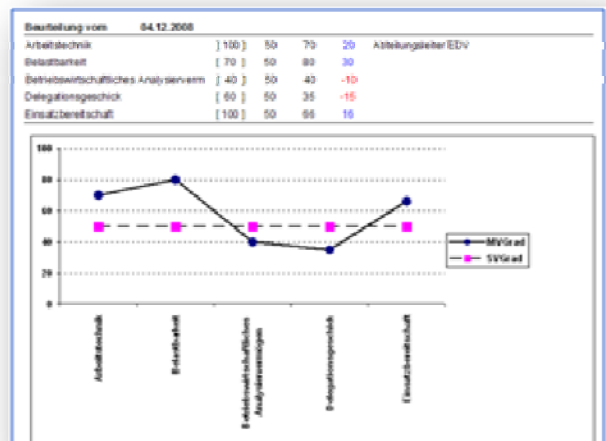 Beurteilung vom 04.12.2008
Arbeitstechnik [ 100 ] 50 70 20 Abteilungsleiter EDV
Belastbarkeit [ 70 ] 50 80 30
Betriebswirtschaftliches Analysierverm [ 40 ] 50 40 -10
Delegationsgeschick [ 60 ] 50 35 -15
Einsatzbereitschaft [ 100 ] 50 66 16
100
80
60
40
20
0
MVGrad
SVGrad
Arbeitstechnik
Belastbarkeit
Betriebswirtschaftliches
Analysiervermögen
Delegationsgeschick
Einsatzbereitschaft